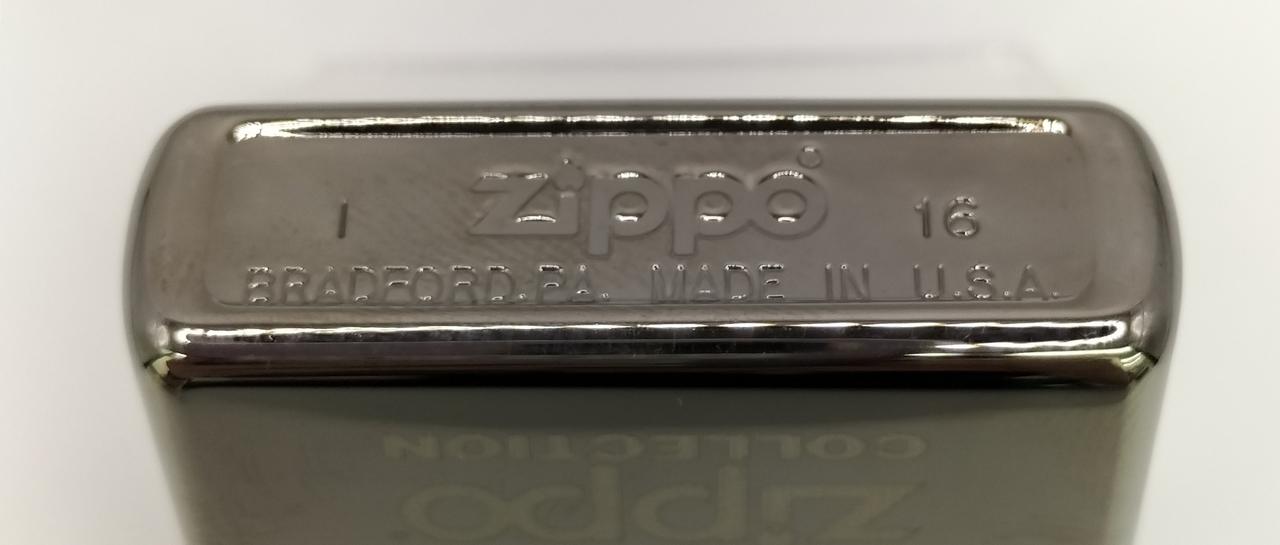 zippo
I 16
BRADFORD.PA. MADE IN U.S.A.
COLLECTION
zippo